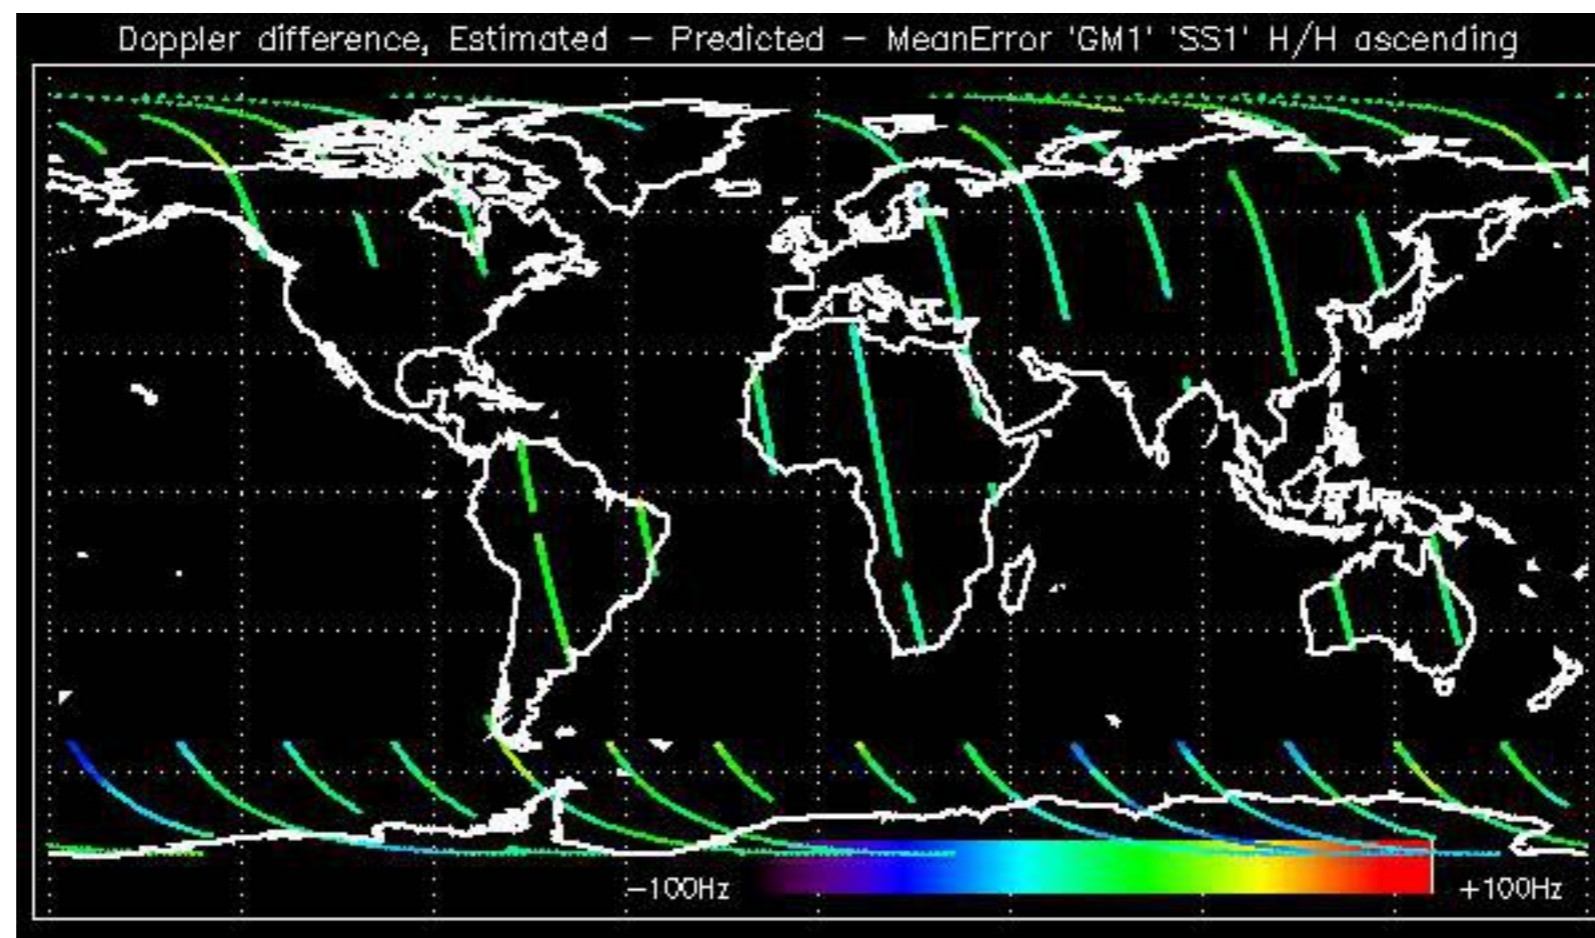 Doppler difference, Estimated − Predicted − MeanError 'GM1' 'SS1' H/H ascending
−100Hz +100Hz